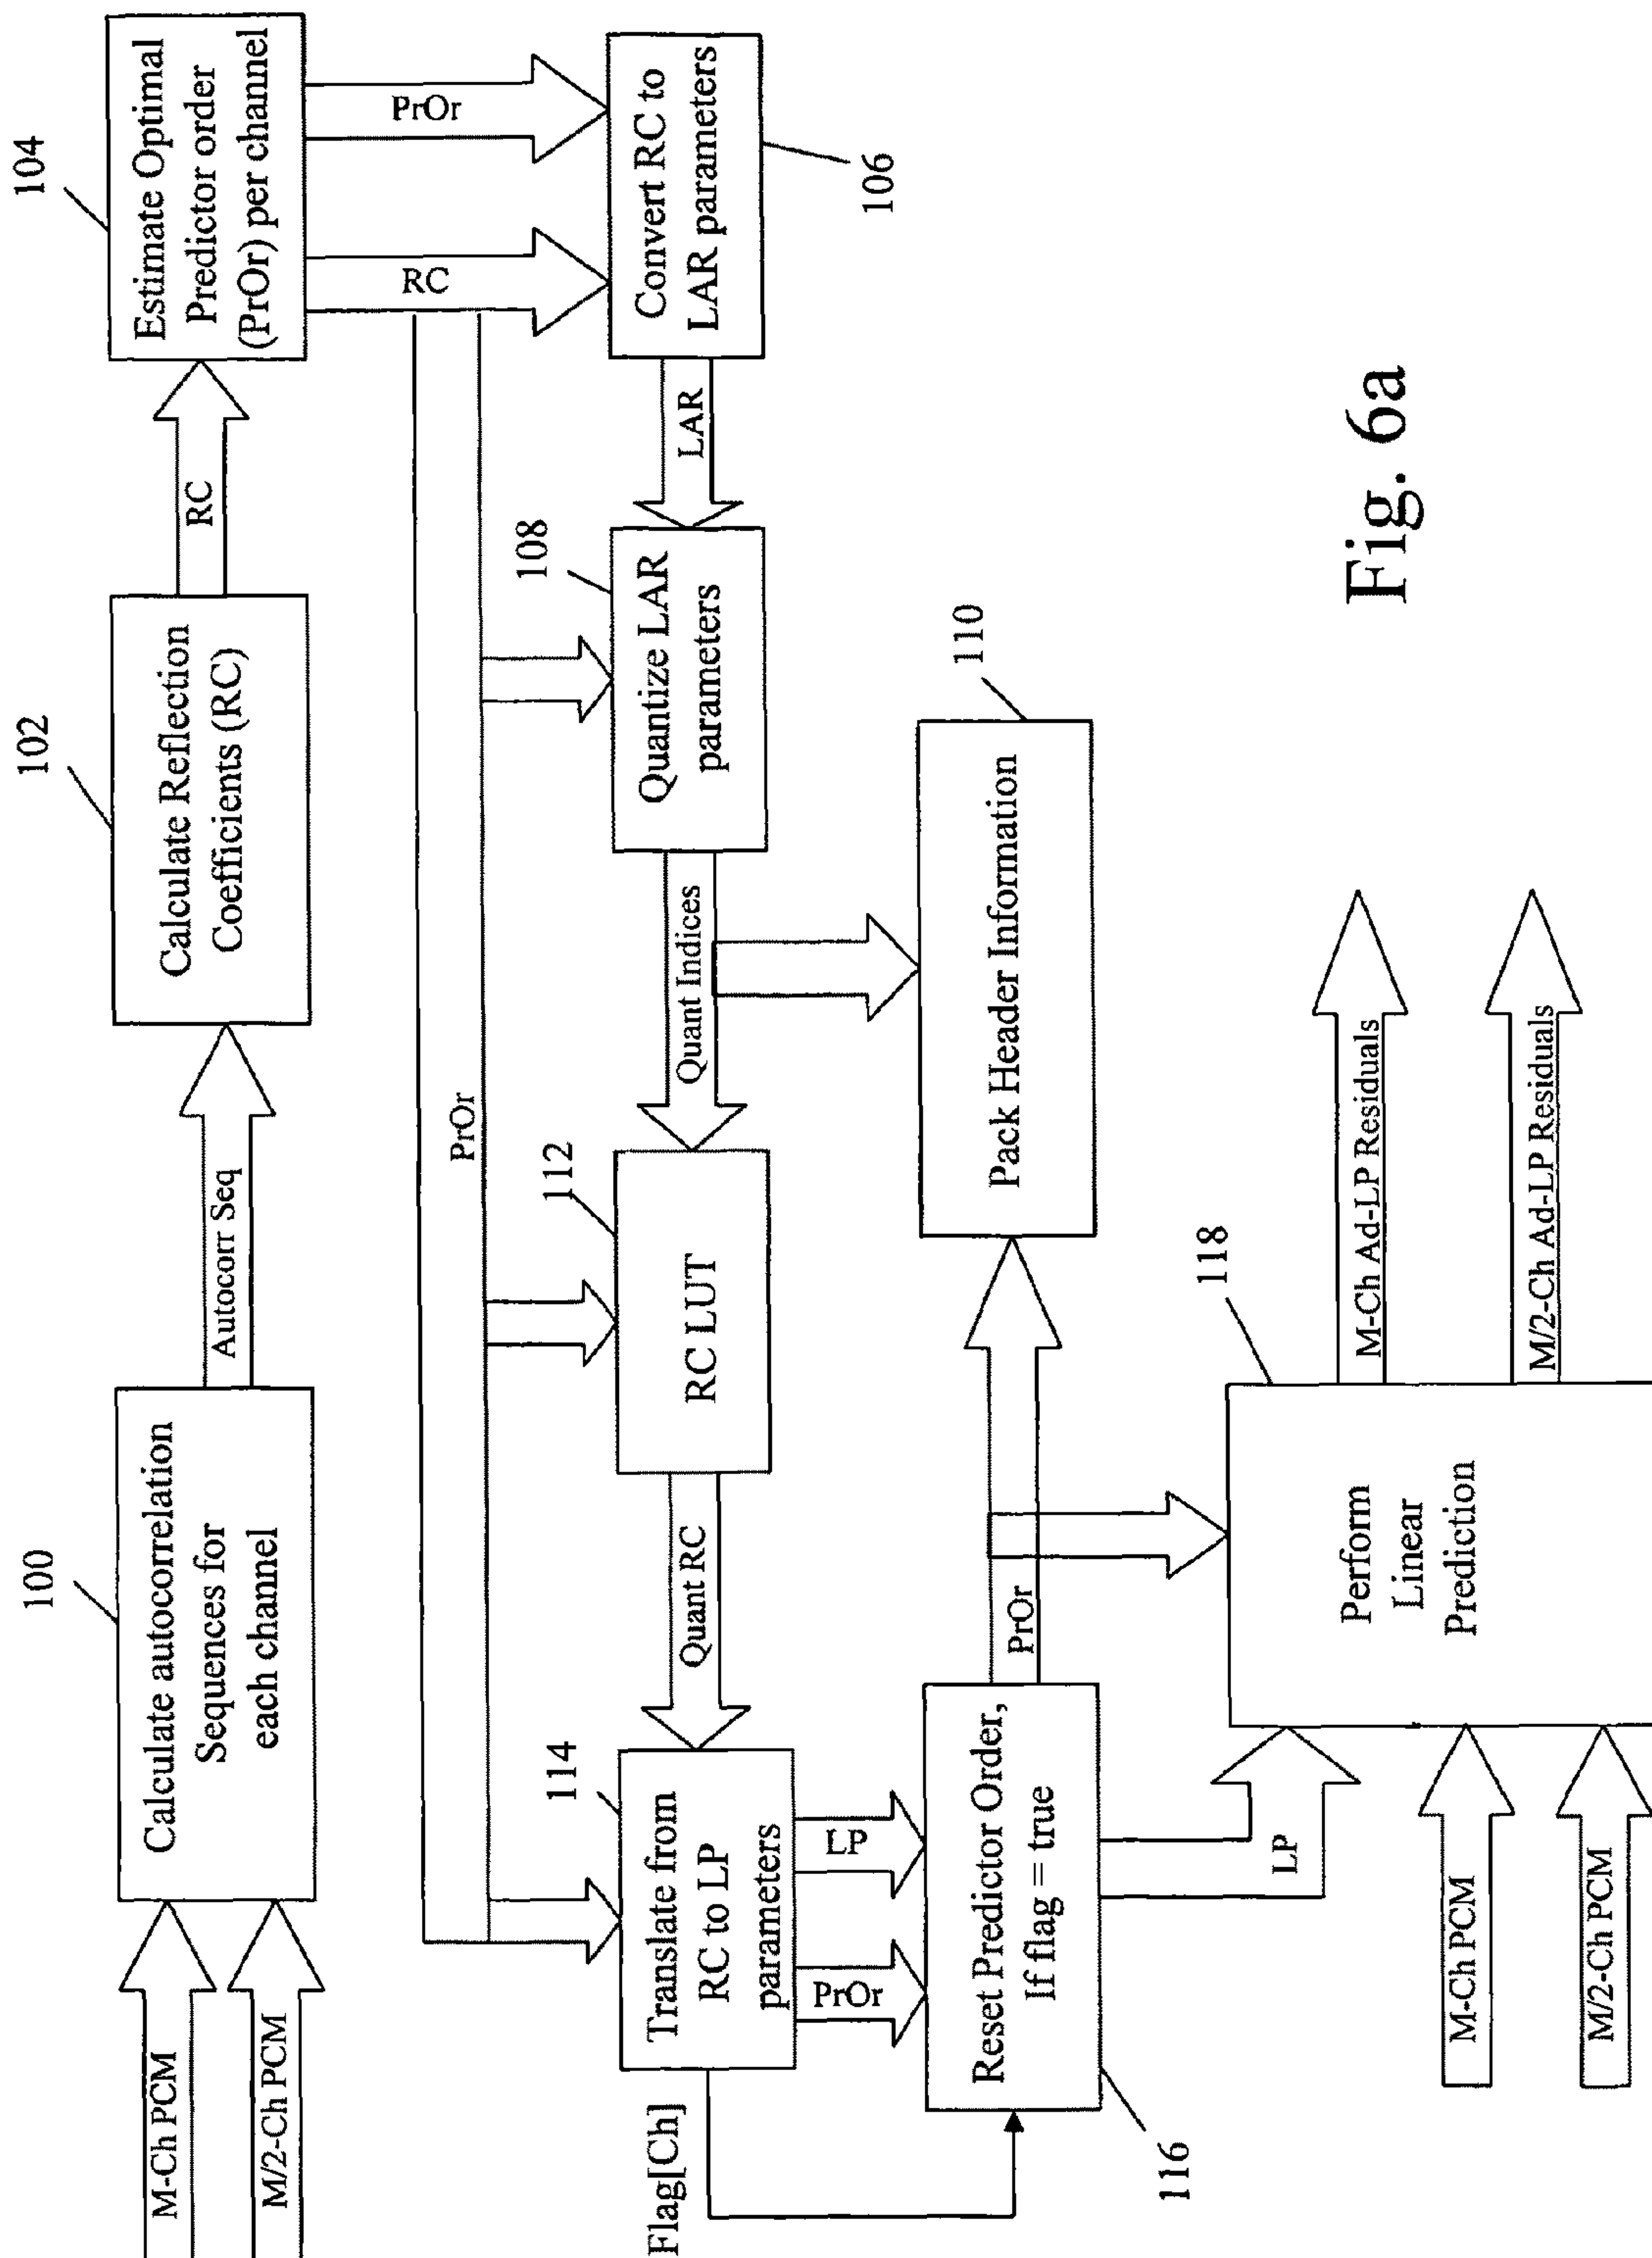 M-Ch PCM
M/2-Ch PCM
100
Calculate autocorrelation
Sequences for
each channel
Autocorr Seq
102
Calculate Reflection
Coefficients (RC)
RC
104
Estimate Optimal
Predictor order
(PrOr) per channel
RC
PrOr
PrOr
Convert RC to
LAR parameters
106
LAR
108
Quantize LAR
parameters
Quant Indices
110
Pack Header Information
112
RC LUT
Quant RC
114
Translate from
RC to LP
parameters
Flag[Ch]
PrOr
LP
Reset Predictor Order,
If flag = true
116
PrOr
LP
118
Perform
Linear
Prediction
M-Ch PCM
M/2-Ch PCM
M-Ch Ad-LP Residuals
M/2-Ch Ad-LP Residuals
Fig. 6a